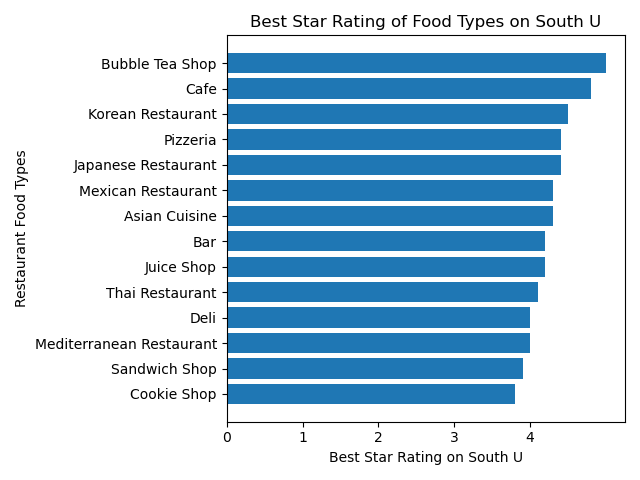 Best Star Rating of Food Types on South U
Restaurant Food Types
Bubble Tea Shop
Cafe
Korean Restaurant
Pizzeria
Japanese Restaurant
Mexican Restaurant
Asian Cuisine
Bar
Juice Shop
Thai Restaurant
Deli
Mediterranean Restaurant
Sandwich Shop
Cookie Shop
0 1 2 3 4
Best Star Rating on South U